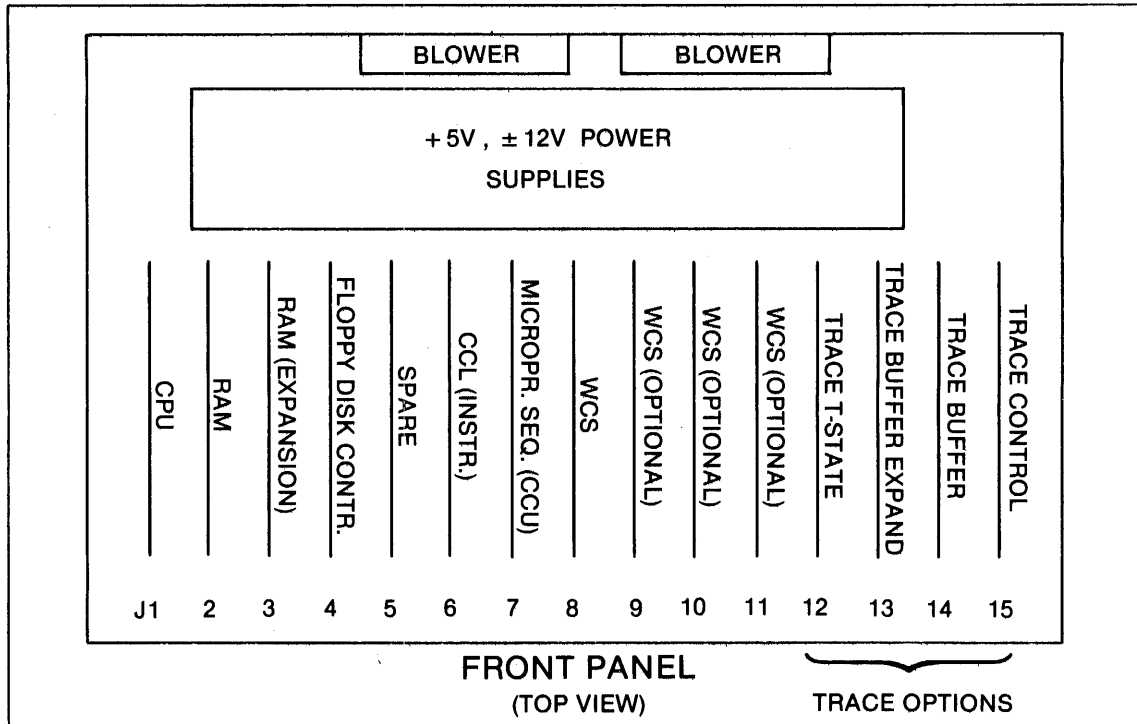 BLOWER
BLOWER
+5V, ±12V POWER
SUPPLIES
CPU
RAM
RAM (EXPANSION)
FLOPPY DISK CONTR.
SPARE
CCL (INSTR.)
MICROPR. SEQ. (CCU)
WCS
WCS (OPTIONAL)
WCS (OPTIONAL)
WCS (OPTIONAL)
TRACE T-STATE
TRACE BUFFER EXPAND
TRACE BUFFER
TRACE CONTROL
J1 2 3 4 5 6 7 8 9 10 11 12 13 14 15
FRONT PANEL
(TOP VIEW)
TRACE OPTIONS